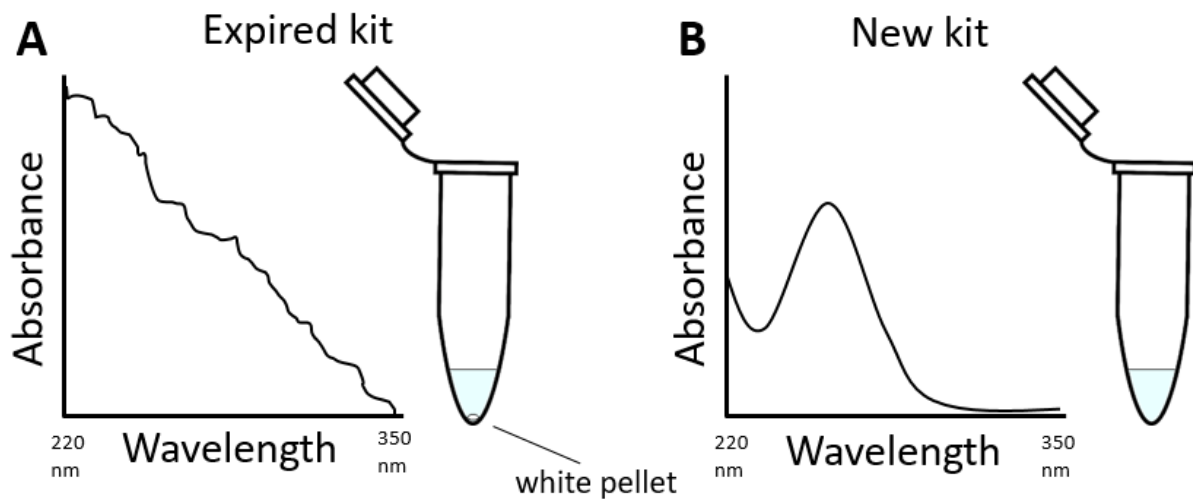 A
Expired kit
Absorbance
220
nm
Wavelength
350
nm
white pellet
B
New kit
Absorbance
220
nm
Wavelength
350
nm